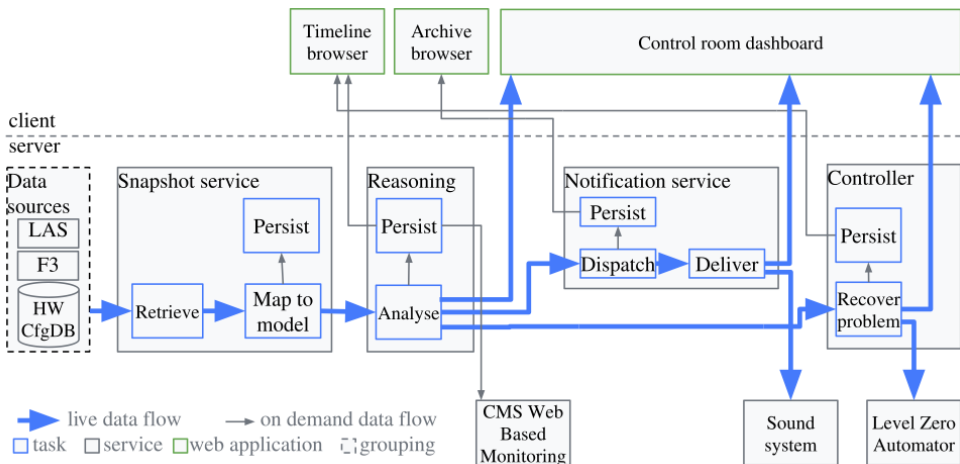 Timeline
browser
Archive
browser
Control room dashboard
client
server
Data
sources
LAS
F3
HW
CfgDB
Snapshot service
Persist
Retrieve
Map to
model
Reasoning
Persist
Analyse
Notification service
Persist
Dispatch
Deliver
Controller
Persist
Recover
problem
CMS Web
Based
Monitoring
Sound
system
Level Zero
Automator
live data flow
on demand data flow
task
service
web application
grouping